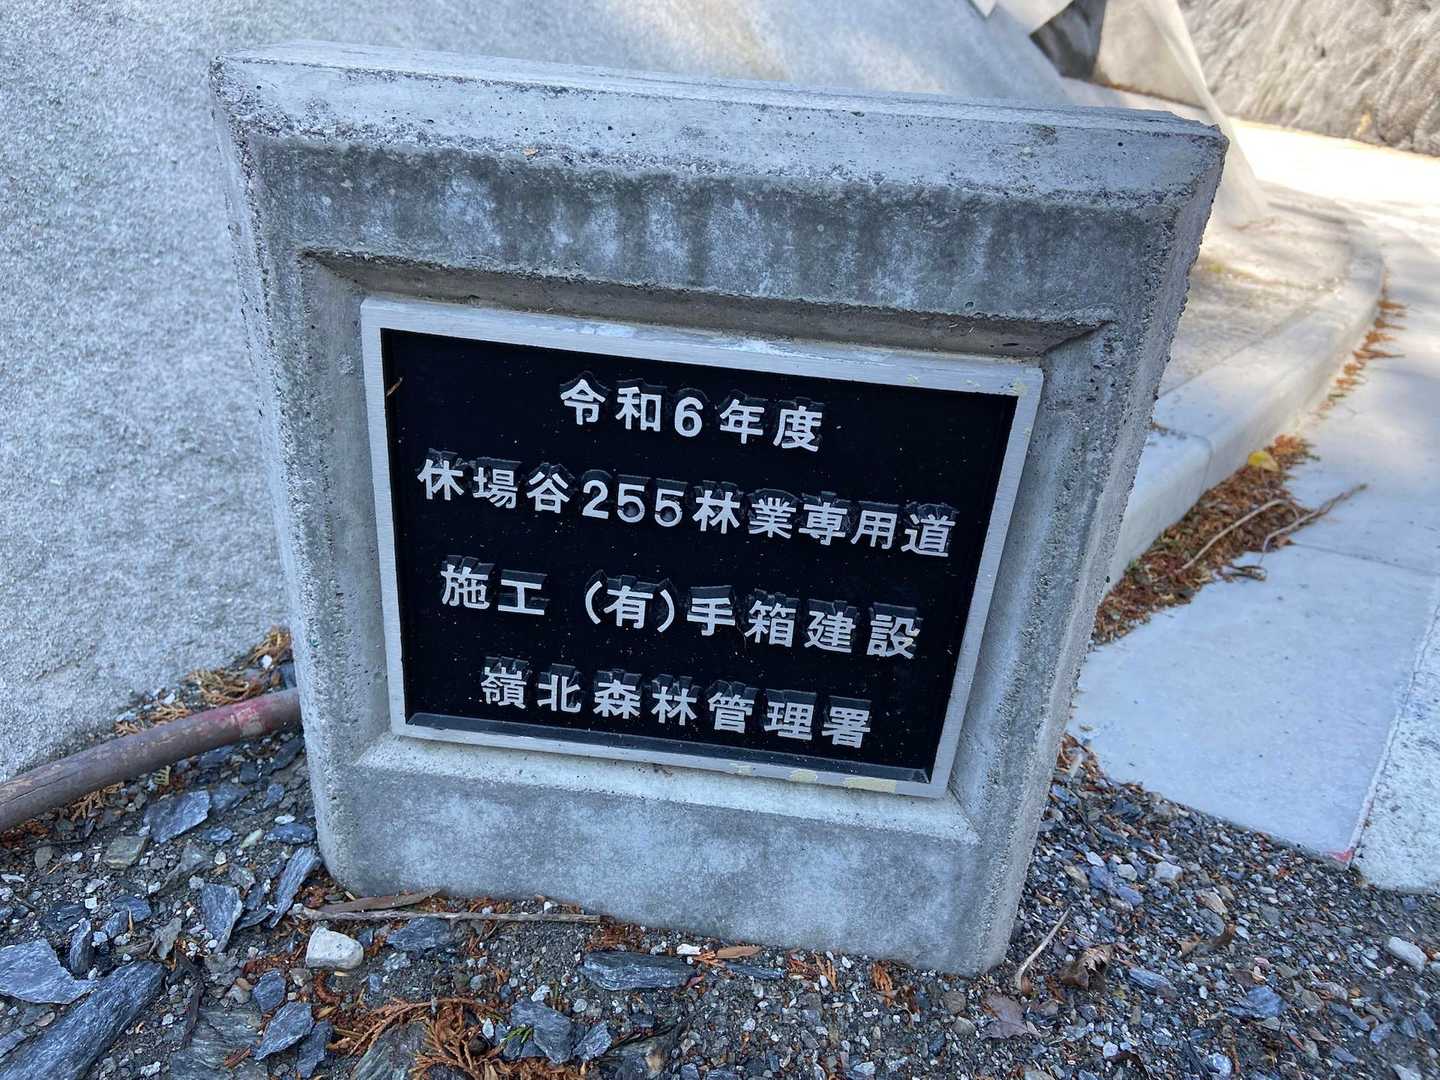 令和6年度
休場谷255林業専用道
施工 (有)手箱建設
嶺北森林管理署